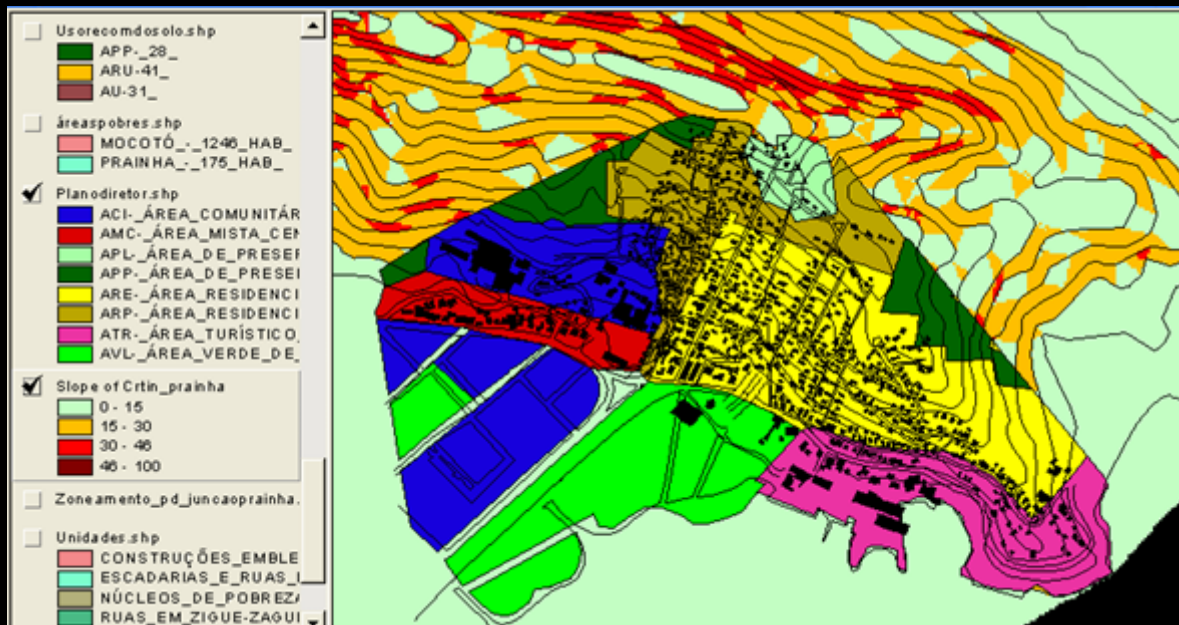 Usorecomdosolo.shp
APP-_28_
ARU-41_
AU-31_
áreaspobres.shp
MOCOTÓ_-_1246_HAB_
PRAINHA_-_175_HAB_
Planodiretor.shp
ACI-_ÁREA_COMUNITÁR
AMC-_ÁREA_MISTA_CEN
APL-_ÁREA_DE_PRESEF
APP-_ÁREA_DE_PRESEF
ARE-_ÁREA_RESIDENCI
ARP-_ÁREA_RESIDENCI
ATR-_ÁREA_TURÍSTICO_
AVL-_ÁREA_VERDE_DE_
Slope of Crtin_prainha
0 - 15
15 - 30
30 - 46
46 - 100
Zoneamento_pd_juncaoprainha.
Unidades.shp
CONSTRUÇÕES_EMBLE
ESCADARIAS_E_RUAS_
NÚCLEOS_DE_POBREZA
RUAS_EM_ZIGUE-ZAGUI